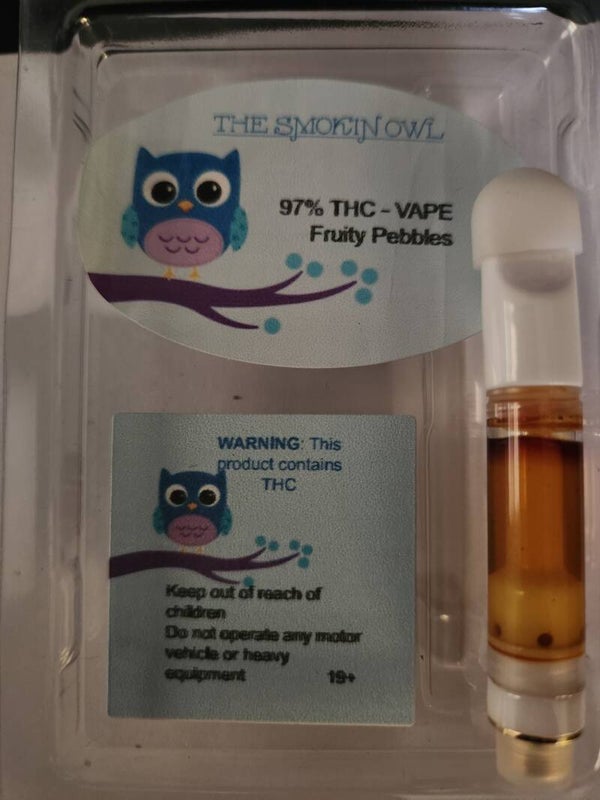 THE SMOKIN OWL
97% THC - VAPE
Fruity Pebbles
WARNING: This
product contains
THC
Keep out of reach of
children
Do not operate any motor
vehicle or heavy
equipment 19+